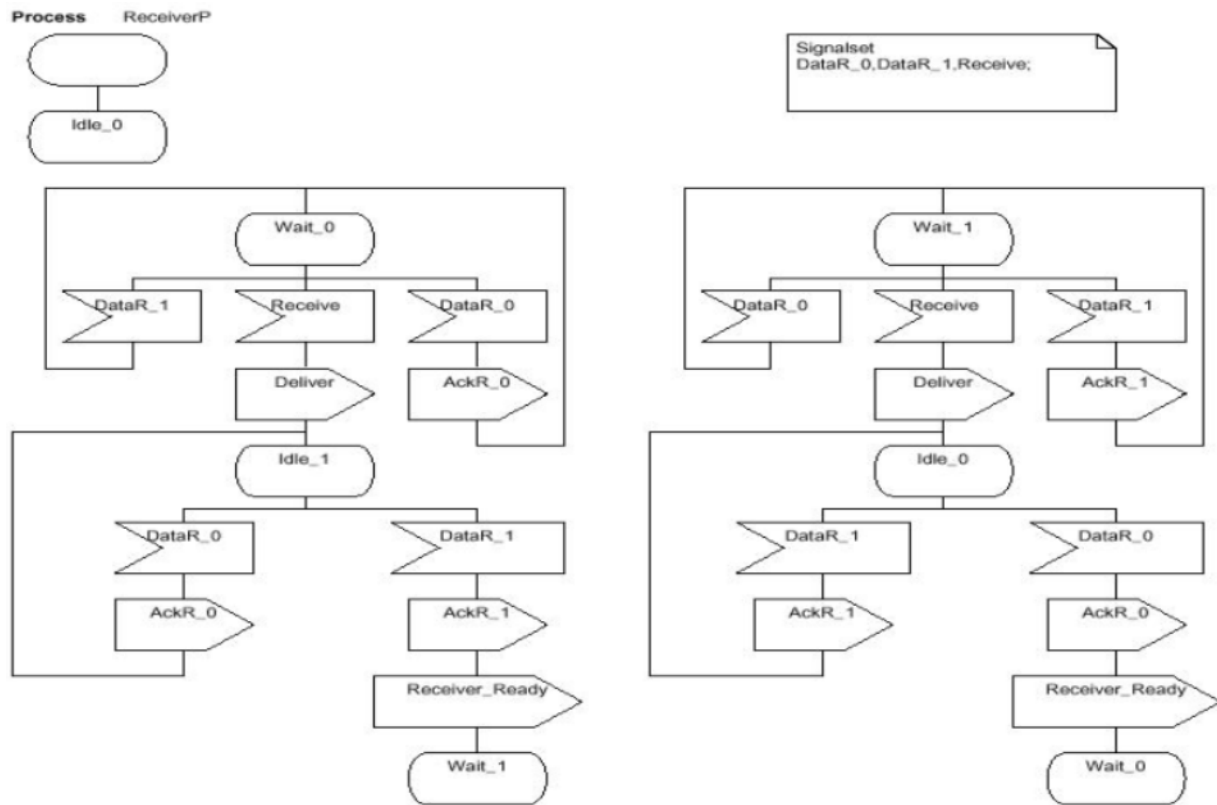 Process ReceiverP
Signalset
DataR_0,DataR_1,Receive;
Idle_0
Wait_0
DataR_1
Receive
DataR_0
Deliver
AckR_0
Idle_1
DataR_0
DataR_1
AckR_0
AckR_1
Receiver_Ready
Wait_1
Wait_1
DataR_0
Receive
DataR_1
Deliver
AckR_1
Idle_0
DataR_1
DataR_0
AckR_1
AckR_0
Receiver_Ready
Wait_0